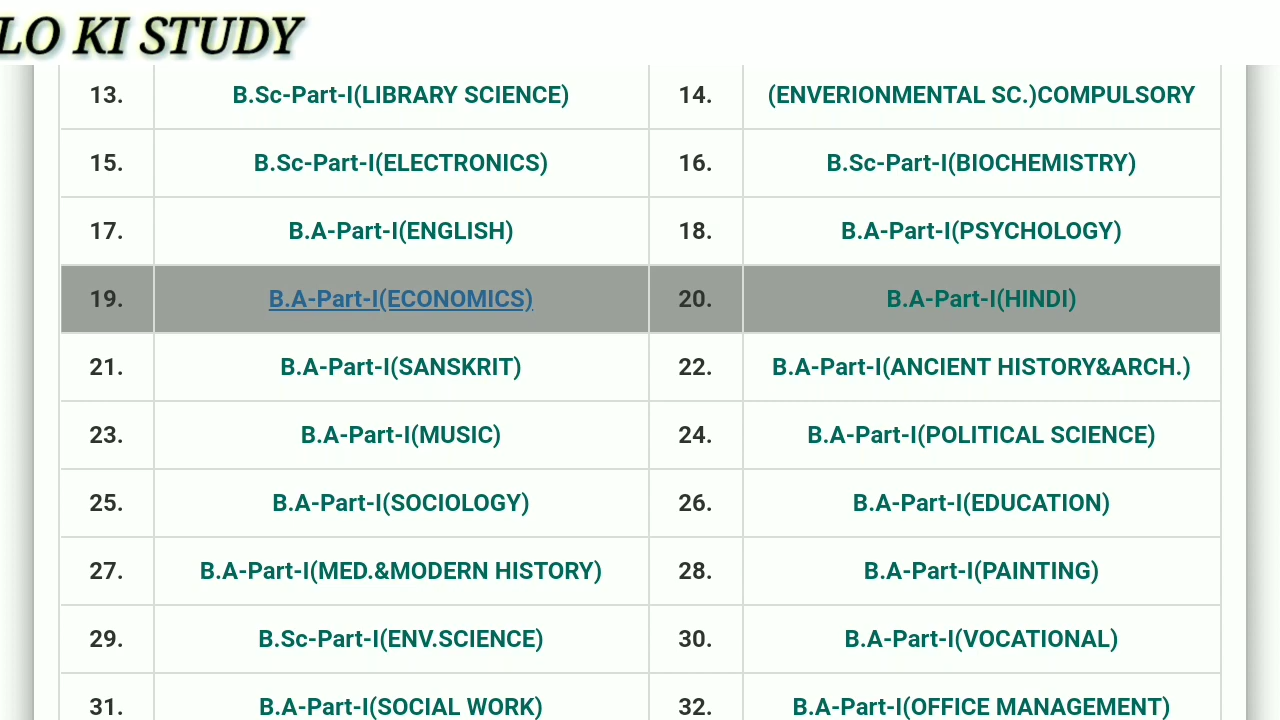 LO KI STUDY
13. B.Sc-Part-I(LIBRARY SCIENCE) 14. (ENVERIONMENTAL SC.)COMPULSORY
15. B.Sc-Part-I(ELECTRONICS) 16. B.Sc-Part-I(BIOCHEMISTRY)
17. B.A-Part-I(ENGLISH) 18. B.A-Part-I(PSYCHOLOGY)
19. B.A-Part-I(ECONOMICS) 20. B.A-Part-I(HINDI)
21. B.A-Part-I(SANSKRIT) 22. B.A-Part-I(ANCIENT HISTORY&ARCH.)
23. B.A-Part-I(MUSIC) 24. B.A-Part-I(POLITICAL SCIENCE)
25. B.A-Part-I(SOCIOLOGY) 26. B.A-Part-I(EDUCATION)
27. B.A-Part-I(MED.&MODERN HISTORY) 28. B.A-Part-I(PAINTING)
29. B.Sc-Part-I(ENV.SCIENCE) 30. B.A-Part-I(VOCATIONAL)
31. B.A-Part-I(SOCIAL WORK) 32. B.A-Part-I(OFFICE MANAGEMENT)